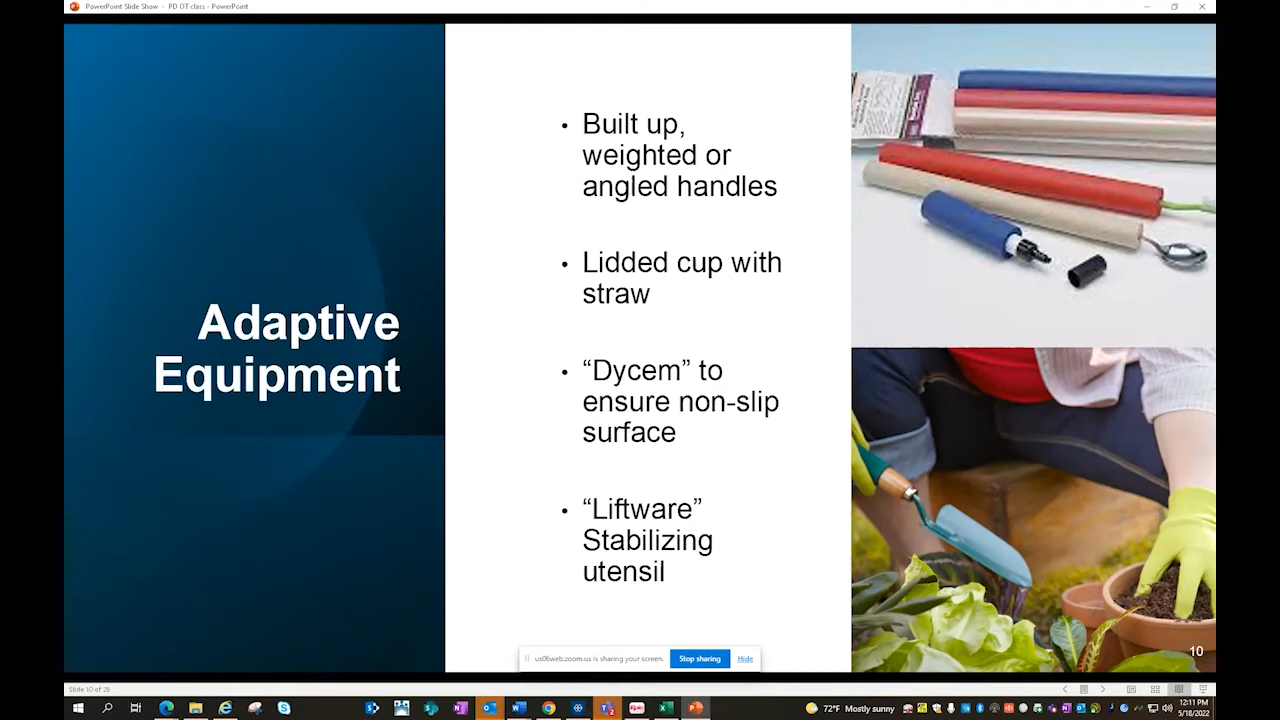 PowerPoint Slide Show - PD OT class - PowerPoint
Adaptive
Equipment
• Built up,
weighted or
angled handles
• Lidded cup with
straw
• “Dycem” to
ensure non-slip
surface
• “Liftware”
Stabilizing
utensil
10
us06web.zoom.us is sharing your screen.
Stop sharing
Hide
Slide 10 of 28
72°F Mostly sunny
12:11 PM
5/18/2022